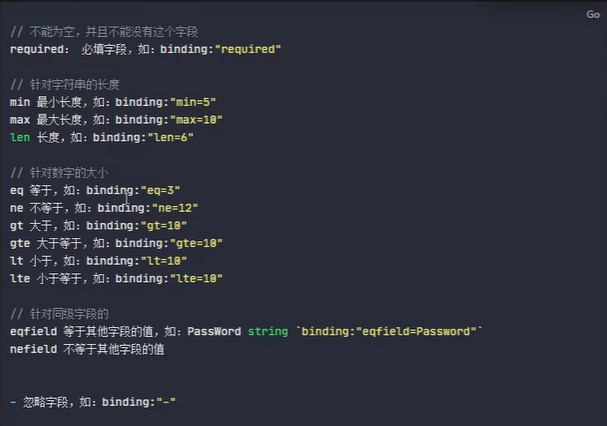 Go
// 不能为空，并且不能没有这个字段
required： 必填字段，如：binding:"required"
// 针对字符串的长度
min 最小长度，如：binding:"min=5"
max 最大长度，如：binding:"max=10"
len 长度，如：binding:"len=6"
// 针对数字的大小
eq 等于，如：binding:"eq=3"
ne 不等于，如：binding:"ne=12"
gt 大于，如：binding:"gt=10"
gte 大于等于，如：binding:"gte=10"
lt 小于，如：binding:"lt=10"
lte 小于等于，如：binding:"lte=10"
// 针对同级字段的
eqfield 等于其他字段的值，如：PassWord string `binding:"eqfield=Password"`
nefield 不等于其他字段的值
- 忽略字段，如：binding:"-"